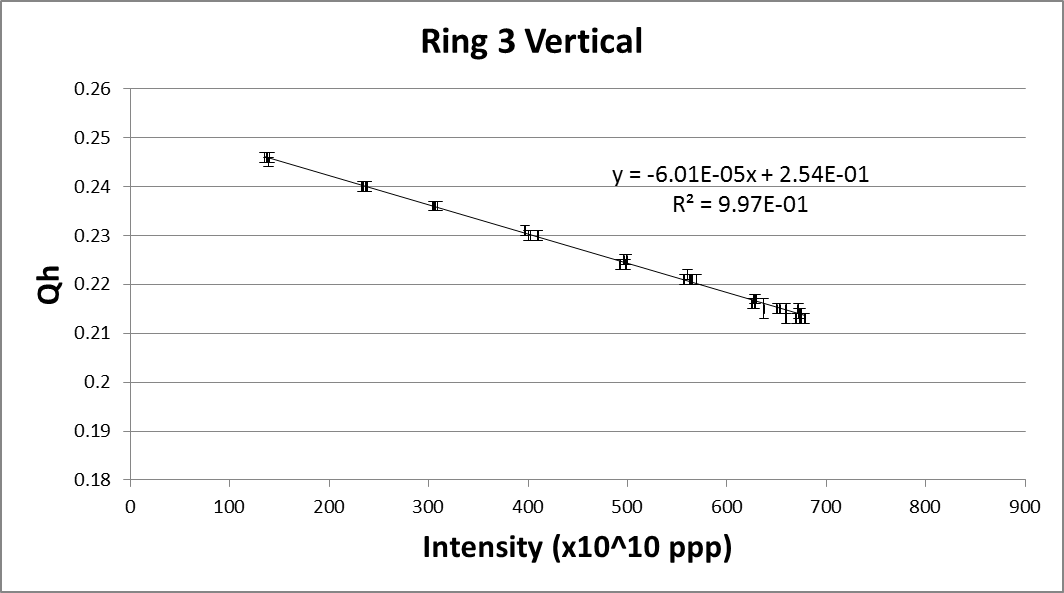 Ring 3 Vertical
0.26
0.25
0.24
0.23
0.22
0.21
0.2
0.19
0.18
Qh
y = -6.01E-05x + 2.54E-01
R² = 9.97E-01
0 100 200 300 400 500 600 700 800 900
Intensity (x10^10 ppp)